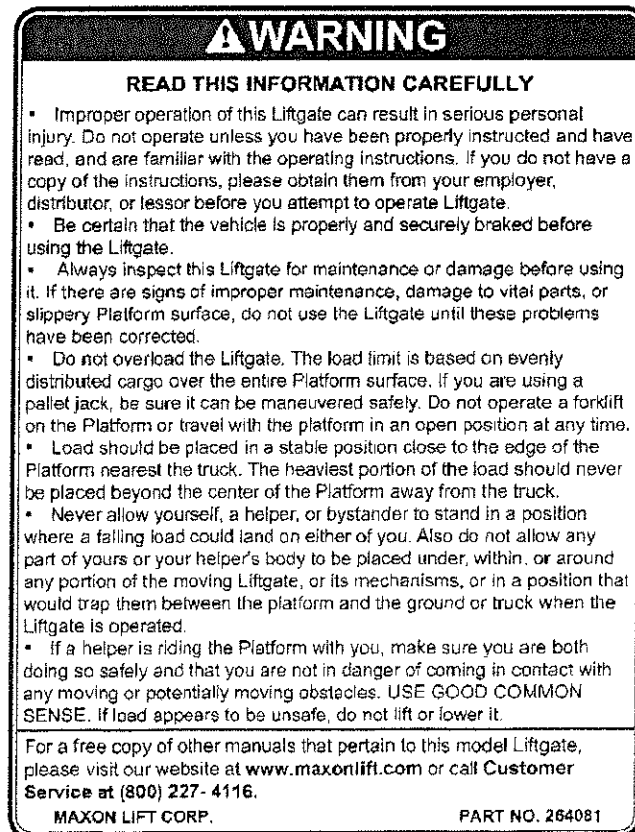 ⚠WARNING
READ THIS INFORMATION CAREFULLY
• Improper operation of this Liftgate can result in serious personal
injury. Do not operate unless you have been properly instructed and have
read, and are familiar with the operating instructions. If you do not have a
copy of the instructions, please obtain them from your employer,
distributor, or lessor before you attempt to operate Liftgate.
• Be certain that the vehicle is properly and securely braked before
using the Liftgate.
• Always inspect this Liftgate for maintenance or damage before using
it. If there are signs of improper maintenance, damage to vital parts, or
slippery Platform surface, do not use the Liftgate until these problems
have been corrected.
• Do not overload the Liftgate. The load limit is based on evenly
distributed cargo over the entire Platform surface. If you are using a
pallet jack, be sure it can be maneuvered safely. Do not operate a forklift
on the Platform or travel with the platform in an open position at any time.
• Load should be placed in a stable position close to the edge of the
Platform nearest the truck. The heaviest portion of the load should never
be placed beyond the center of the Platform away from the truck.
• Never allow yourself, a helper, or bystander to stand in a position
where a falling load could land on either of you. Also do not allow any
part of yours or your helper's body to be placed under, within, or around
any portion of the moving Liftgate, or its mechanisms, or in a position that
would trap them between the platform and the ground or truck when the
Liftgate is operated.
• If a helper is riding the Platform with you, make sure you are both
doing so safely and that you are not in danger of coming in contact with
any moving or potentially moving obstacles. USE GOOD COMMON
SENSE. If load appears to be unsafe, do not lift or lower it.
For a free copy of other manuals that pertain to this model Liftgate,
please visit our website at www.maxonlift.com or call Customer
Service at (800) 227- 4116.
MAXON LIFT CORP. PART NO. 264081